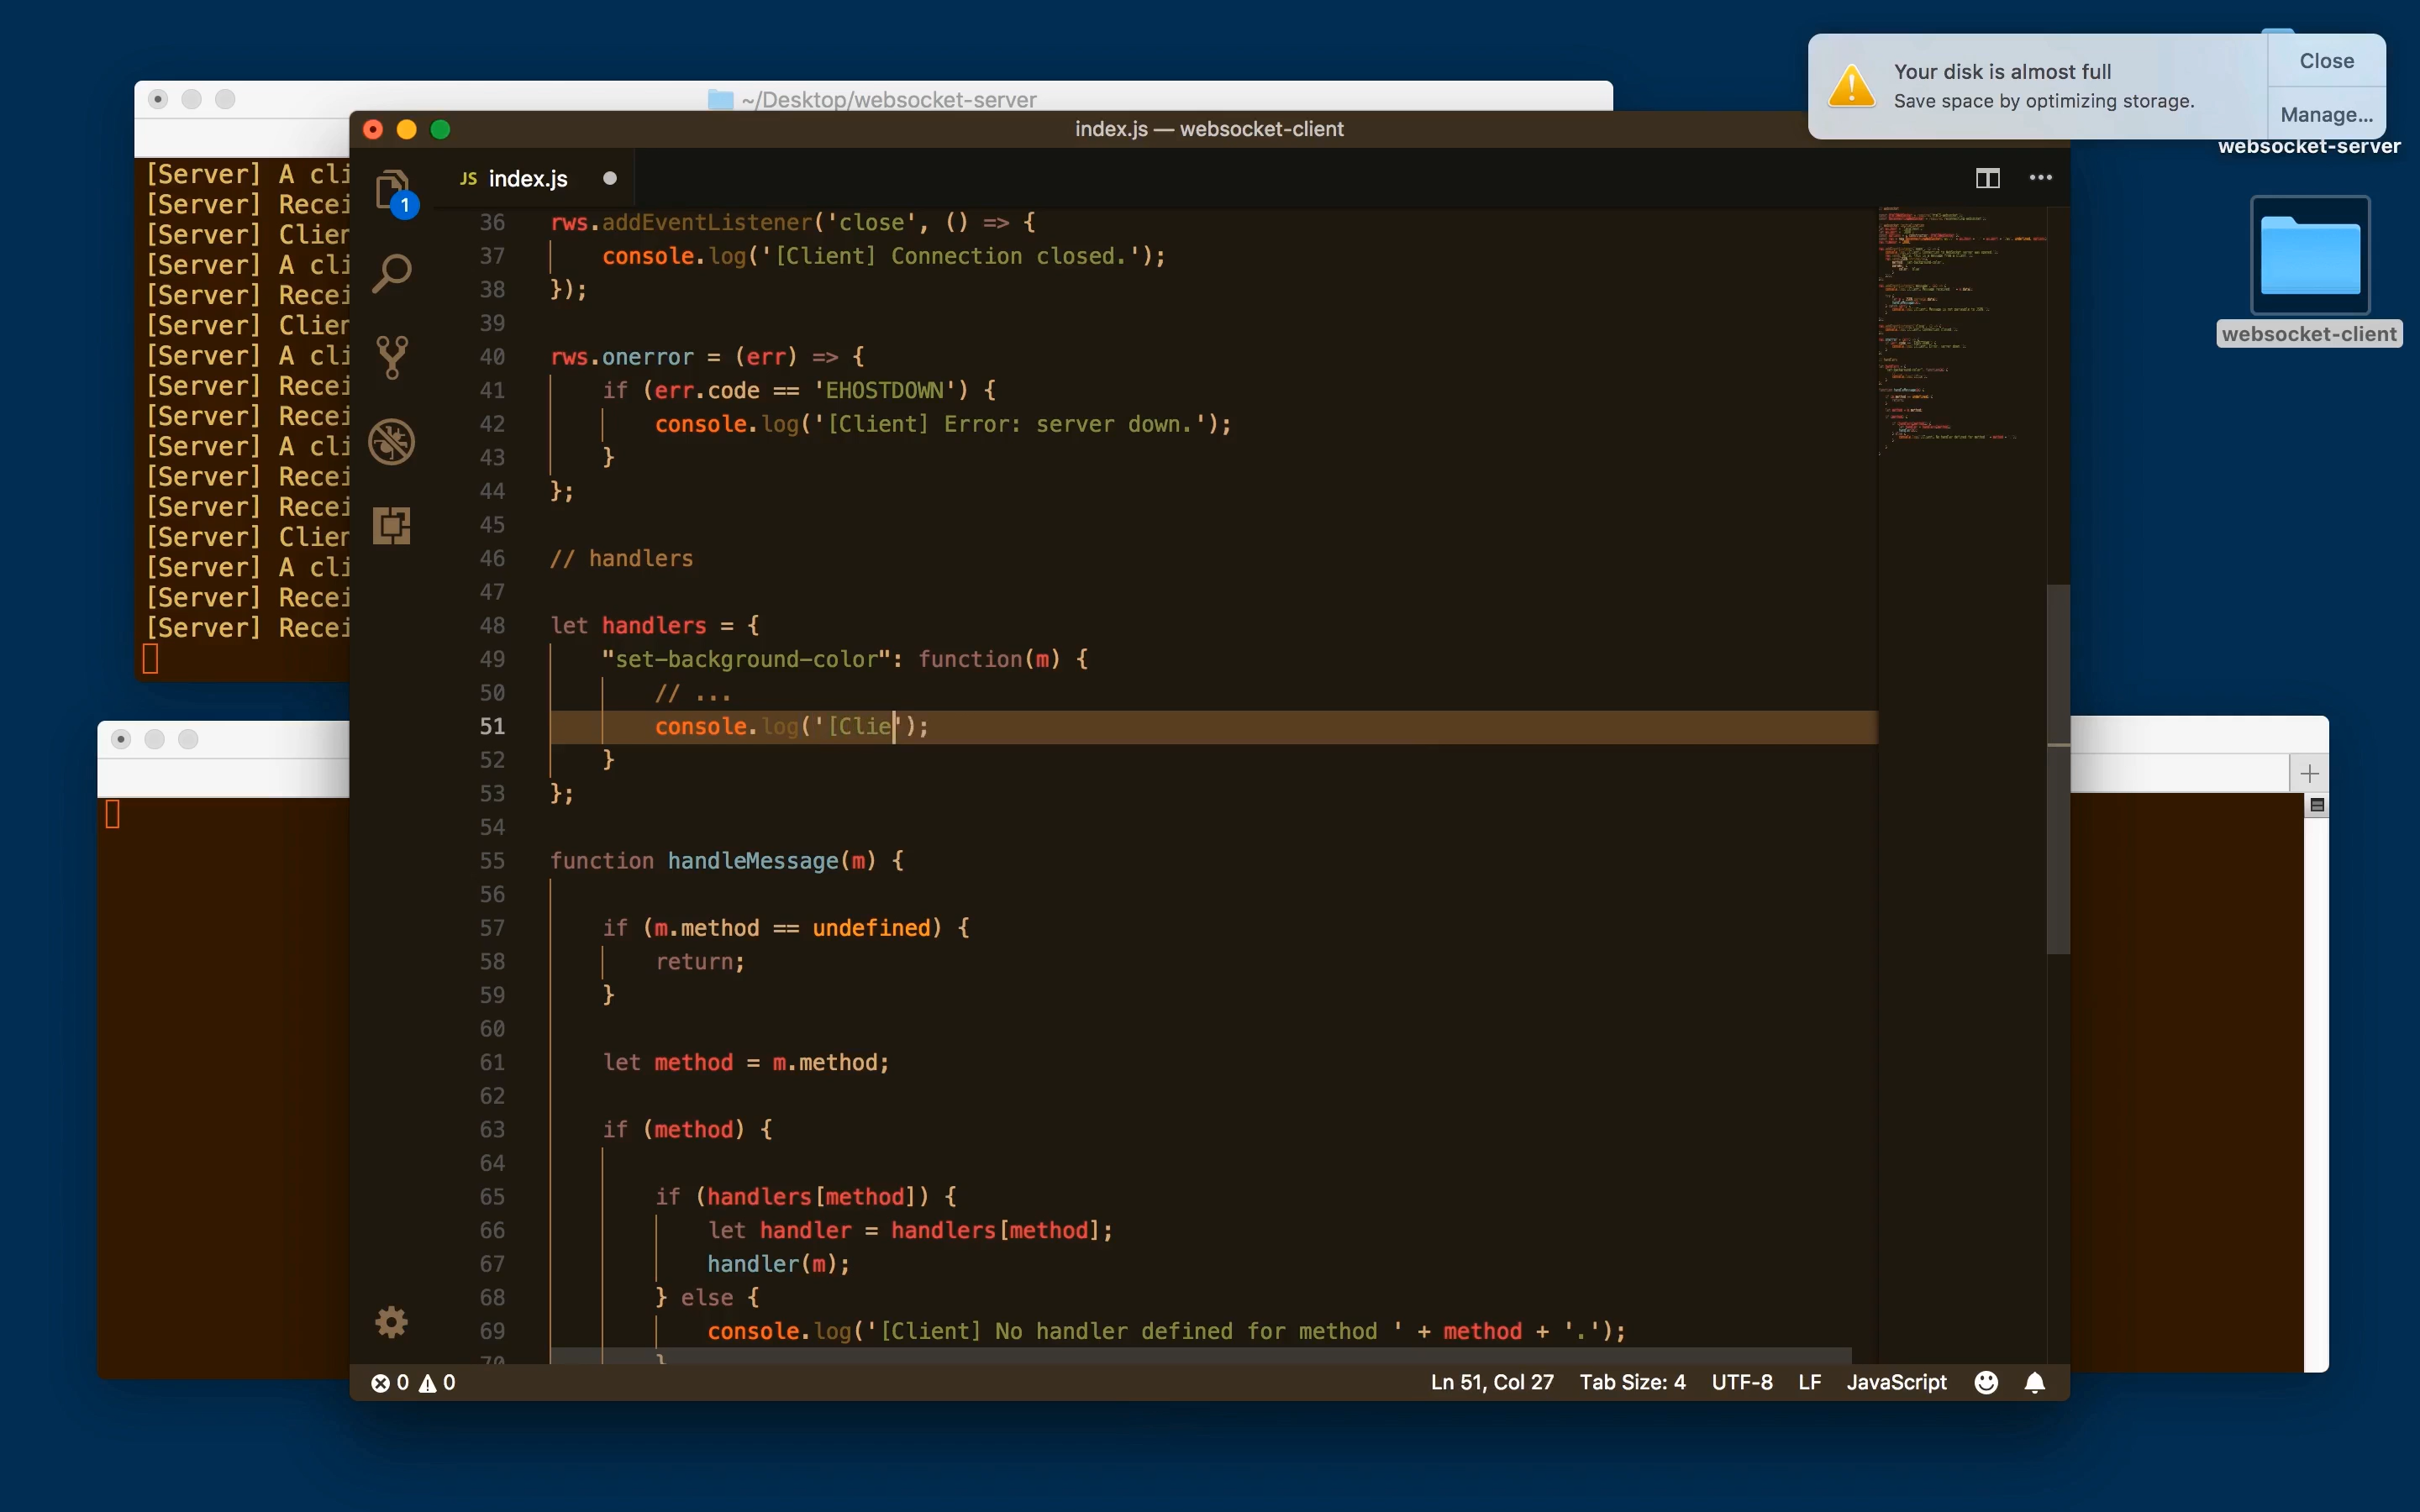 Your disk is almost full
Save space by optimizing storage.
Close
Manage...
websocket-server
websocket-client
~/Desktop/websocket-server
[Server] A cli
[Server] Recei
[Server] Clien
[Server] A cli
[Server] Recei
[Server] Clien
[Server] A cli
[Server] Recei
[Server] Recei
[Server] A cli
[Server] Recei
[Server] Recei
[Server] Clien
[Server] A cli
[Server] Recei
[Server] Recei
index.js — websocket-client
1
JS index.js
36 rws.addEventListener('close', () => {
37 console.log('[Client] Connection closed.');
38 });
39
40 rws.onerror = (err) => {
41 if (err.code == 'EHOSTDOWN') {
42 console.log('[Client] Error: server down.');
43 }
44 };
45
46 // handlers
47
48 let handlers = {
49 "set-background-color": function(m) {
50 // ...
51 console.log('[Clie');
52 }
53 };
54
55 function handleMessage(m) {
56
57 if (m.method == undefined) {
58 return;
59 }
60
61 let method = m.method;
62
63 if (method) {
64
65 if (handlers[method]) {
66 let handler = handlers[method];
67 handler(m);
68 } else {
69 console.log('[Client] No handler defined for method ' + method + '.');
70 }
0 0
Ln 51, Col 27 Tab Size: 4 UTF-8 LF JavaScript